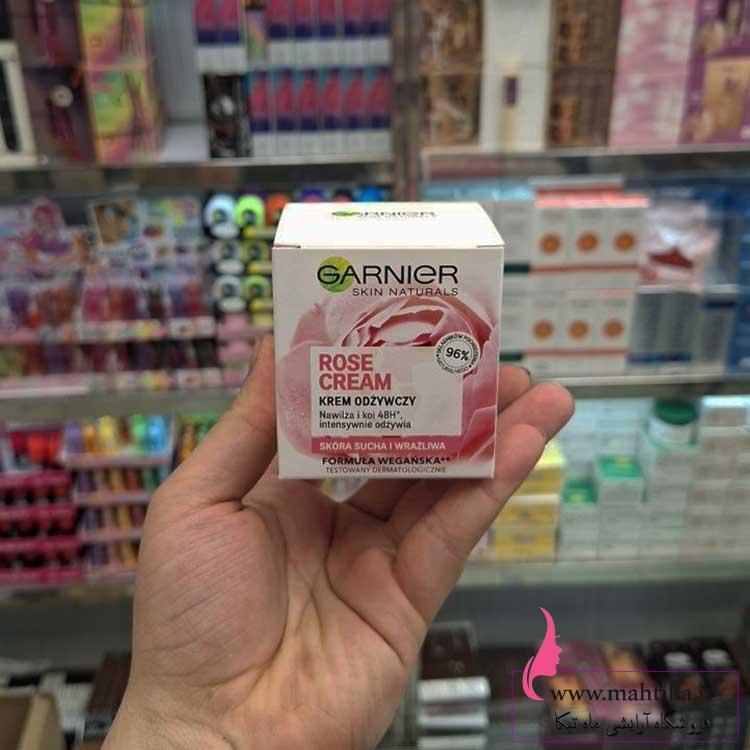 GARNIER
GARNIER
SKIN NATURALS
ROSE
CREAM
96%
KREM ODŻYWCZY
Nawilża i koi 48H*,
intensywnie odżywia
SKÓRA SUCHA I WRAŻLIWA
FORMUŁA WEGAŃSKA**
TESTOWANY DERMATOLOGICZNIE
www.mahtika.ir
فروشگاه آرایشی ماه تیکا